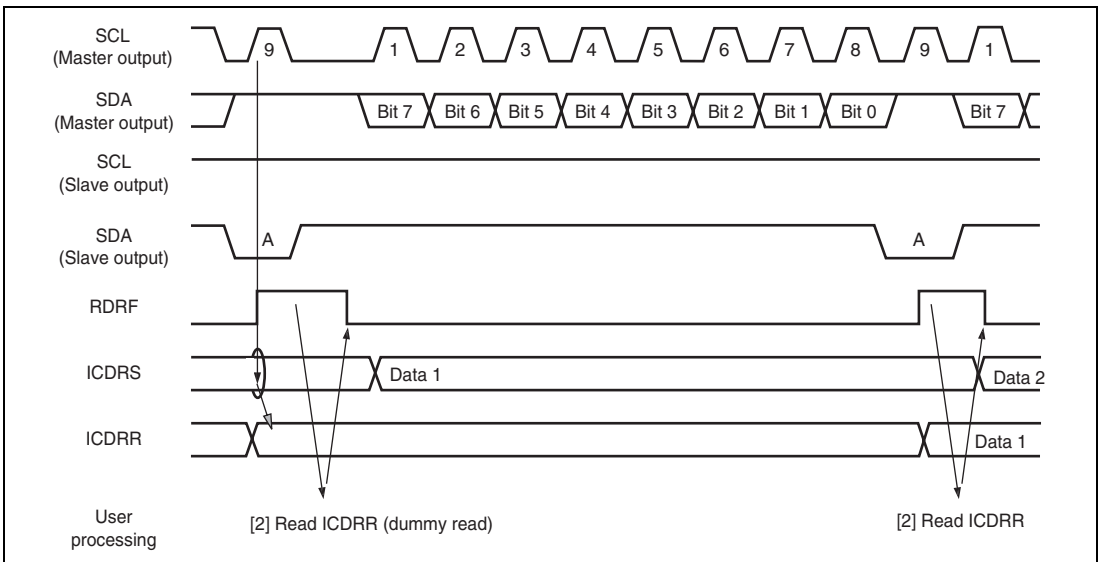 SCL
(Master output)
9 1 2 3 4 5 6 7 8 9 1
SDA
(Master output)
Bit 7 Bit 6 Bit 5 Bit 4 Bit 3 Bit 2 Bit 1 Bit 0 Bit 7
SCL
(Slave output)
SDA
(Slave output)
A A
RDRF
ICDRS
Data 1 Data 2
ICDRR
Data 1
User
processing
[2] Read ICDRR (dummy read) [2] Read ICDRR